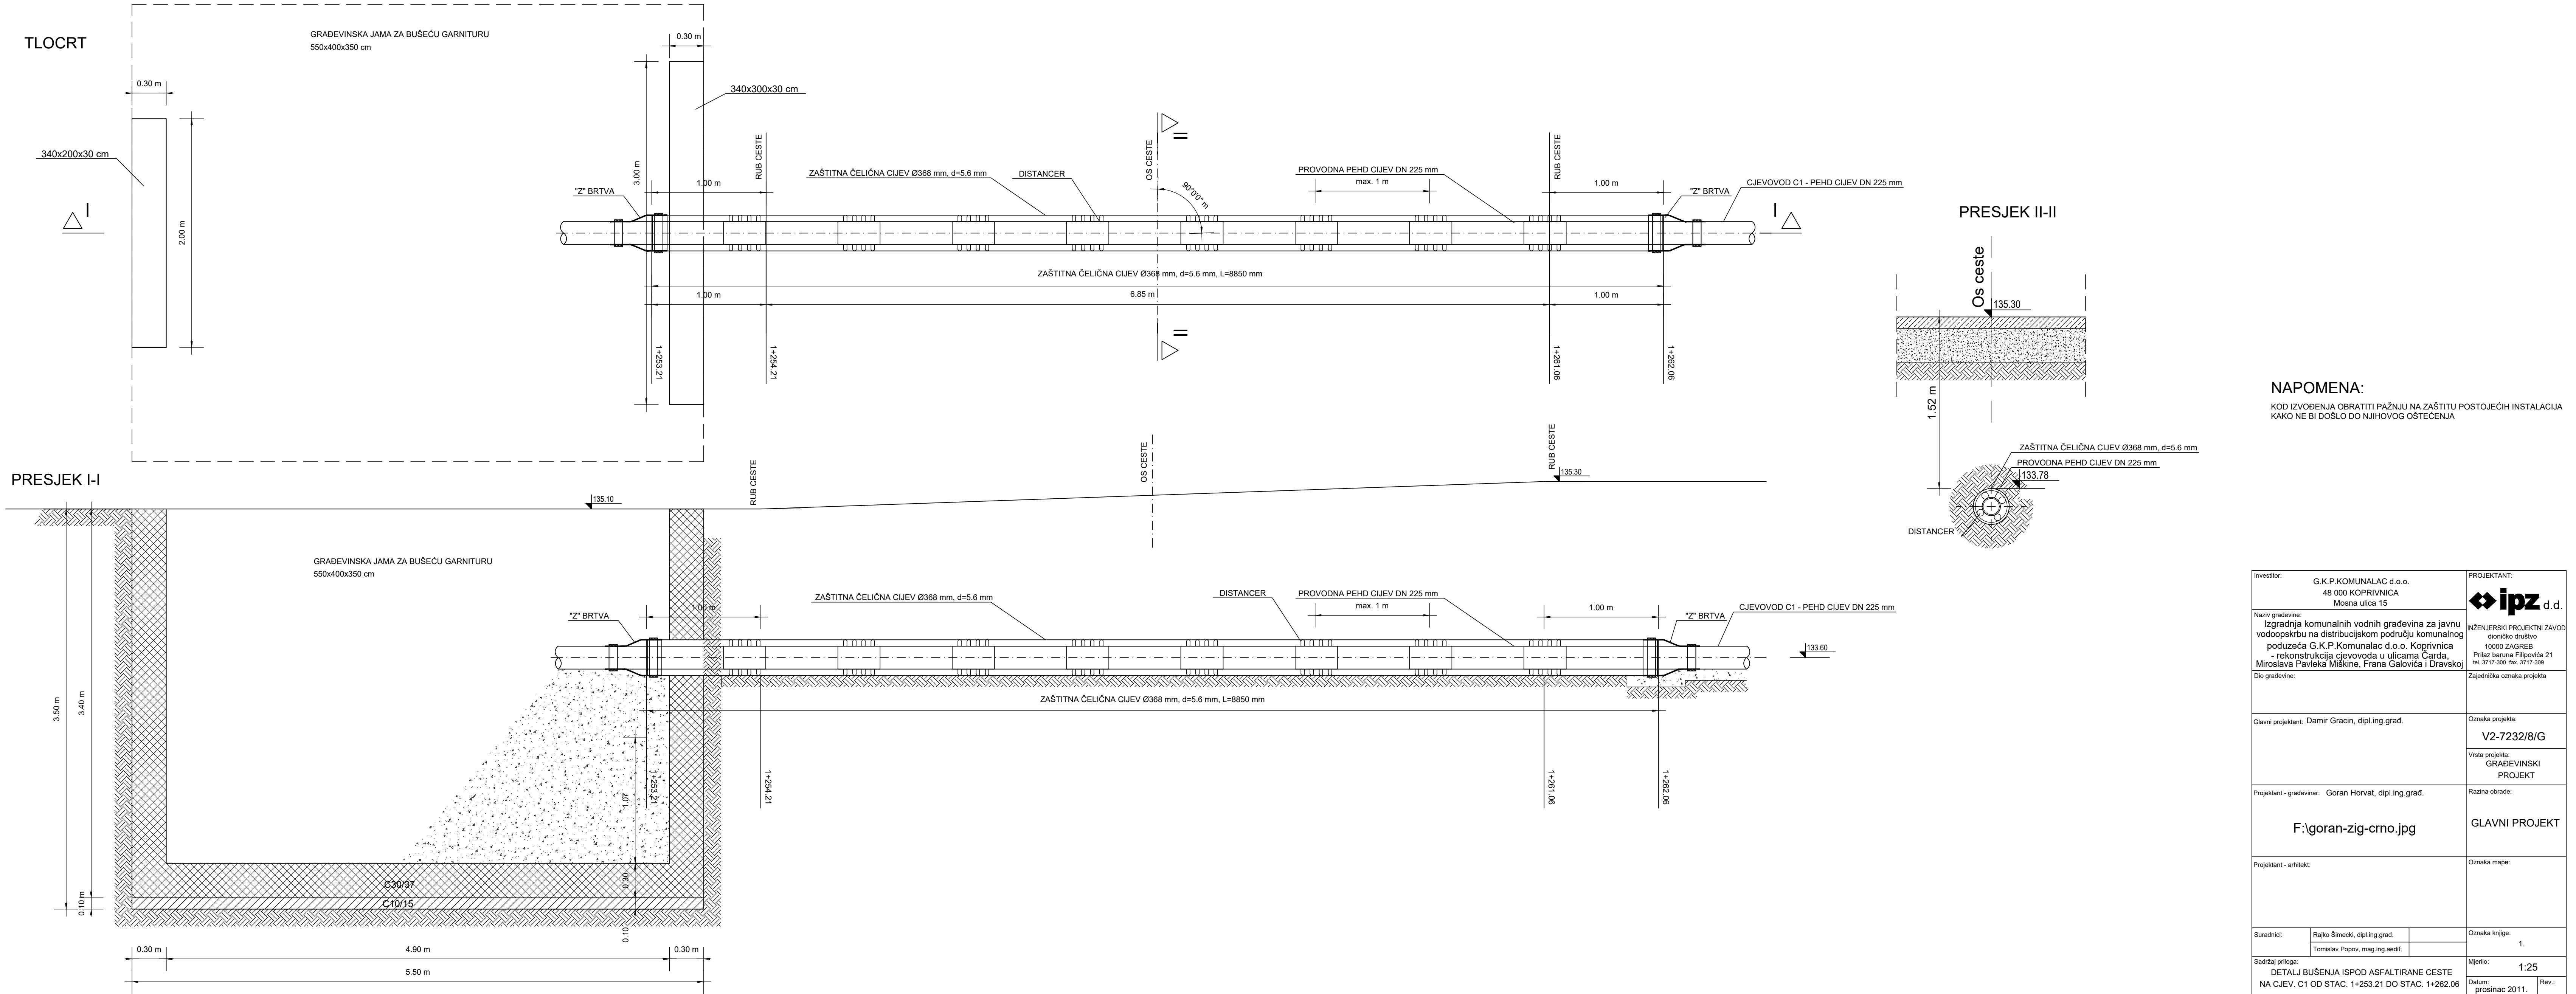 TLOCRT
GRAĐEVINSKA JAMA ZA BUŠEĆU GARNITURU
550x400x350 cm
0.30 m
0.30 m
340x300x30 cm
340x200x30 cm
I
2.00 m
3.00 m
"Z" BRTVA
1.00 m
RUB CESTE
ZAŠTITNA ČELIČNA CIJEV Ø368 mm, d=5.6 mm
DISTANCER
OS CESTE
II
90°0'0" m
PROVODNA PEHD CIJEV DN 225 mm
max. 1 m
RUB CESTE
1.00 m
"Z" BRTVA
CJEVOVOD C1 - PEHD CIJEV DN 225 mm
I
ZAŠTITNA ČELIČNA CIJEV Ø368 mm, d=5.6 mm, L=8850 mm
1.00 m
6.85 m
1.00 m
II
1+253.21
1+254.21
1+261.06
1+262.06
PRESJEK II-II
Os ceste
135.30
1.52 m
ZAŠTITNA ČELIČNA CIJEV Ø368 mm, d=5.6 mm
PROVODNA PEHD CIJEV DN 225 mm
133.78
DISTANCER
NAPOMENA:
KOD IZVOĐENJA OBRATITI PAŽNJU NA ZAŠTITU POSTOJEĆIH INSTALACIJA
KAKO NE BI DOŠLO DO NJIHOVOG OŠTEĆENJA
PRESJEK I-I
135.10
RUB CESTE
OS CESTE
RUB CESTE
135.30
GRAĐEVINSKA JAMA ZA BUŠEĆU GARNITURU
550x400x350 cm
"Z" BRTVA
1.00 m
ZAŠTITNA ČELIČNA CIJEV Ø368 mm, d=5.6 mm
DISTANCER
PROVODNA PEHD CIJEV DN 225 mm
max. 1 m
1.00 m
"Z" BRTVA
CJEVOVOD C1 - PEHD CIJEV DN 225 mm
133.60
ZAŠTITNA ČELIČNA CIJEV Ø368 mm, d=5.6 mm, L=8850 mm
3.50 m
3.40 m
0.10 m
1.07
0.30
0.10
1+253.21
1+254.21
1+261.06
1+262.06
C30/37
C10/15
0.30 m
4.90 m
0.30 m
5.50 m
Investitor:
G.K.P.KOMUNALAC d.o.o.
48 000 KOPRIVNICA
Mosna ulica 15
PROJEKTANT:
ipz d.d.
INŽENJERSKI PROJEKTNI ZAVOD
dioničko društvo
10000 ZAGREB
Prilaz baruna Filipovića 21
tel. 3717-300 fax. 3717-309
Naziv građevine:
Izgradnja komunalnih vodnih građevina za javnu
vodoopskrbu na distribucijskom području komunalnog
poduzeća G.K.P.Komunalac d.o.o. Koprivnica
- rekonstrukcija cjevovoda u ulicama Čarda,
Miroslava Pavleka Miškine, Frana Galovića i Dravskoj
Dio građevine:
Zajednička oznaka projekta
Glavni projektant: Damir Gracin, dipl.ing.građ.
Oznaka projekta:
V2-7232/8/G
Vrsta projekta:
GRAĐEVINSKI
PROJEKT
Projektant - građevinar: Goran Horvat, dipl.ing.građ.
F:\goran-zig-crno.jpg
Razina obrade:
GLAVNI PROJEKT
Projektant - arhitekt:
Oznaka mape:
Suradnici:
Rajko Šimecki, dipl.ing.građ.
Tomislav Popov, mag.ing.aedif.
Oznaka knjige:
1.
Sadržaj priloga:
DETALJ BUŠENJA ISPOD ASFALTIRANE CESTE
NA CJEV. C1 OD STAC. 1+253.21 DO STAC. 1+262.06
Mjerilo:
1:25
Datum:
prosinac 2011.
Rev.: